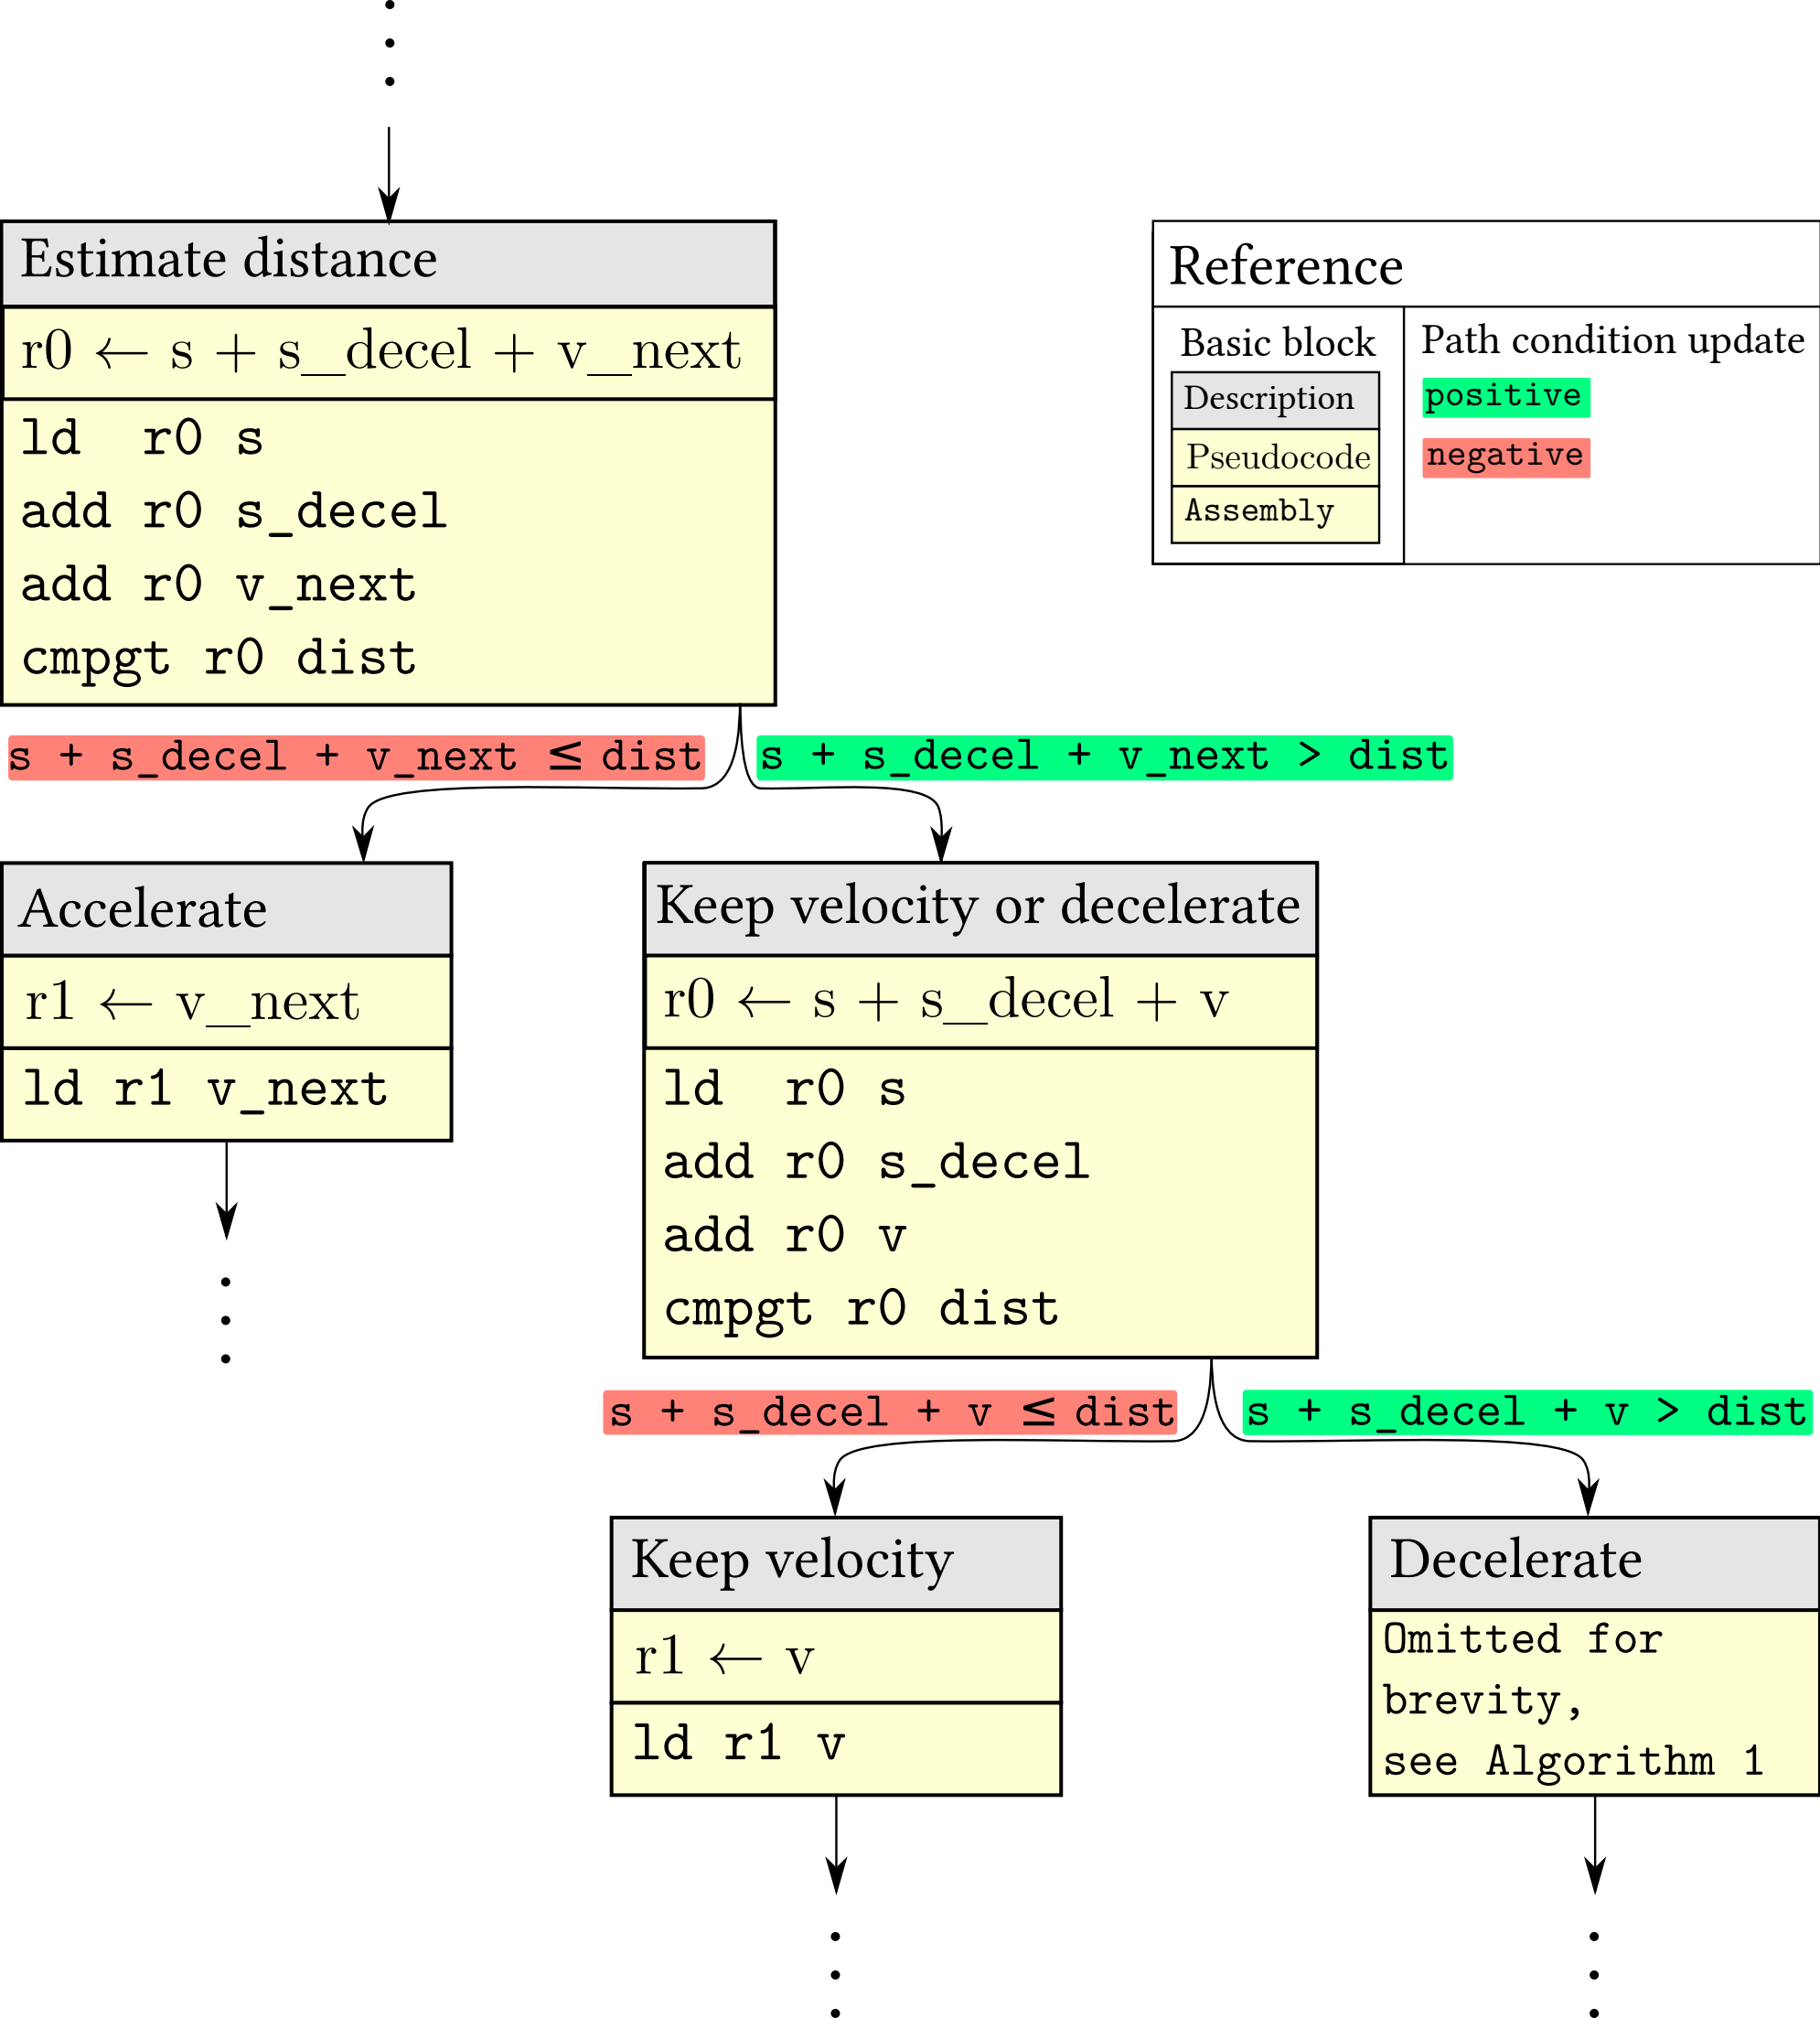 Estimate distance
r0 ← s + s_decel + v_next
ld r0 s
add r0 s_decel
add r0 v_next
cmpgt r0 dist
Reference
Basic block
Description
Pseudocode
Assembly
Path condition update
positive
negative
s + s_decel + v_next ≤ dist
s + s_decel + v_next > dist
Accelerate
r1 ← v_next
ld r1 v_next
Keep velocity or decelerate
r0 ← s + s_decel + v
ld r0 s
add r0 s_decel
add r0 v
cmpgt r0 dist
s + s_decel + v ≤ dist
s + s_decel + v > dist
Keep velocity
r1 ← v
ld r1 v
Decelerate
Omitted for
brevity,
see Algorithm 1